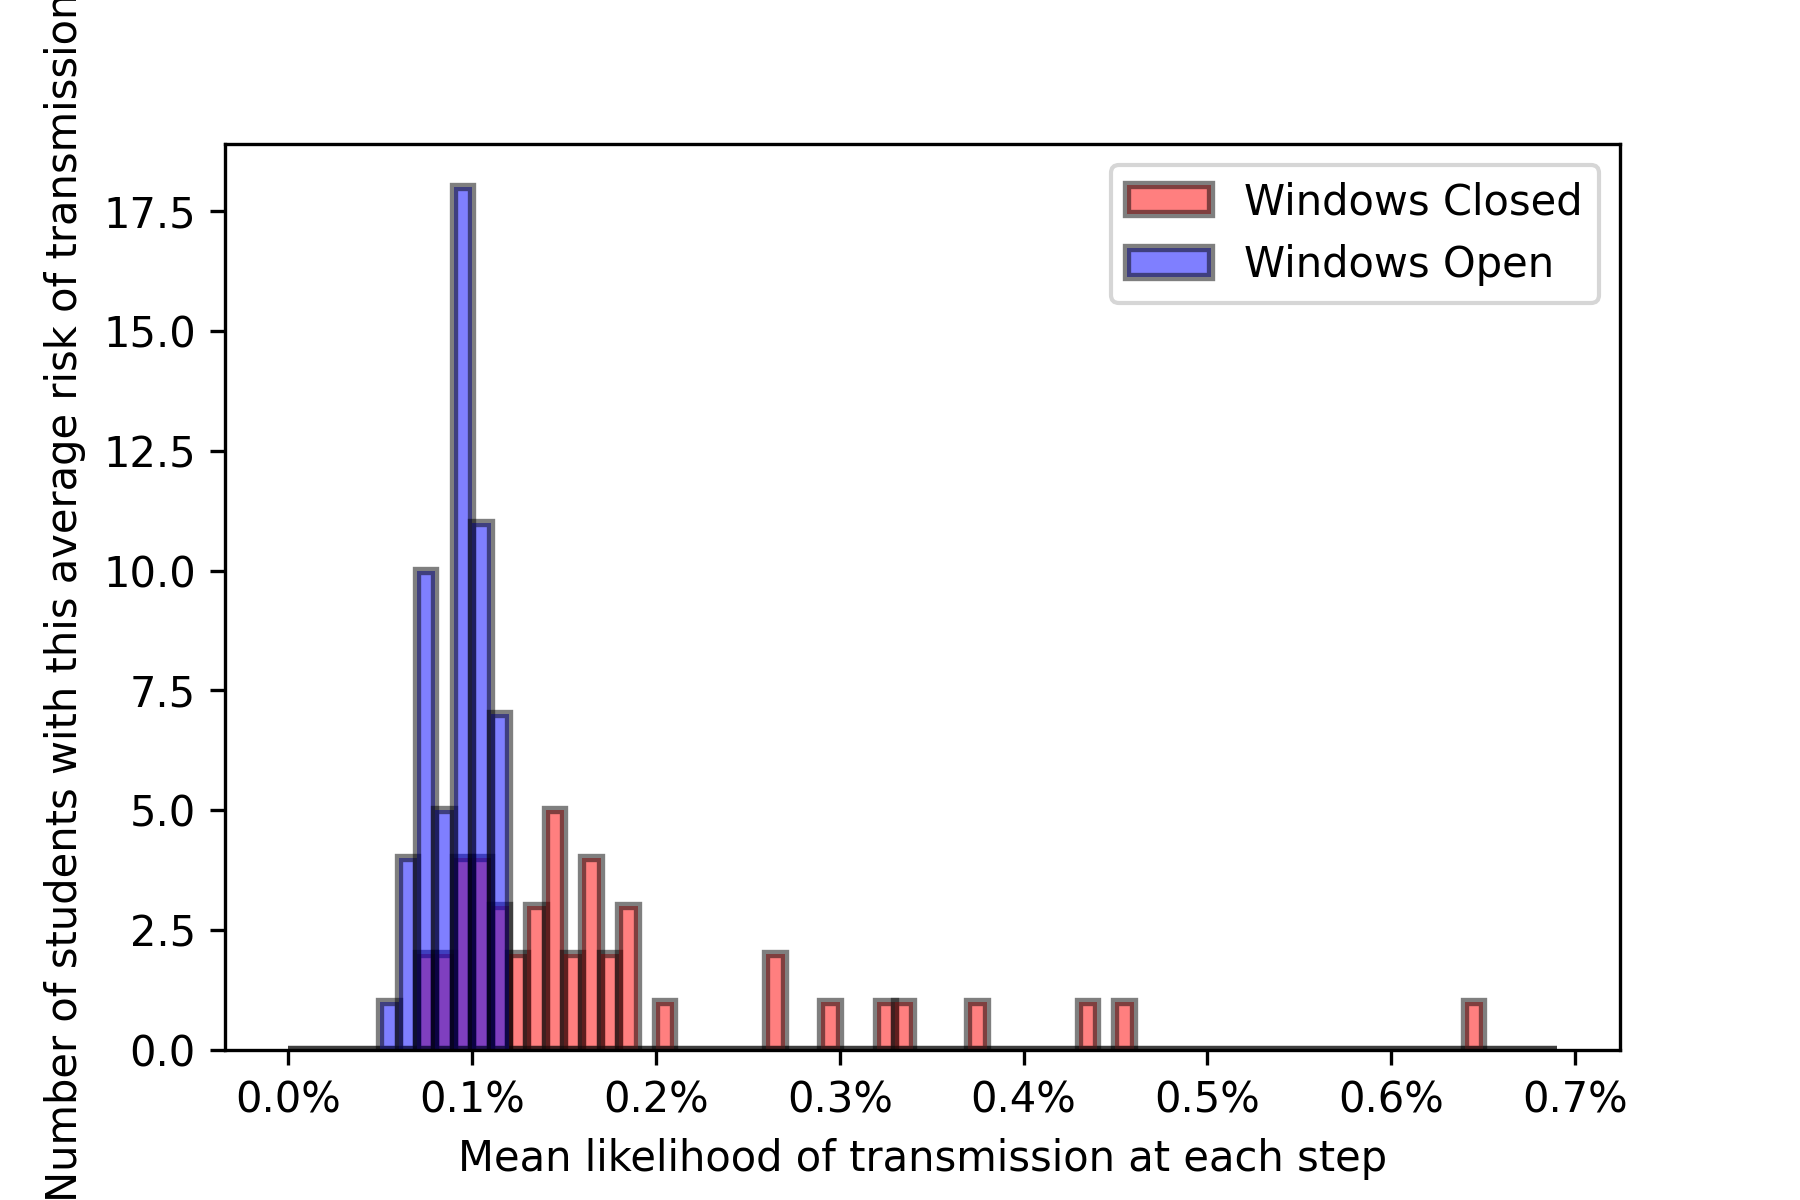 Number of students with this average risk of transmission
17.5
15.0
12.5
10.0
7.5
5.0
2.5
0.0
Windows Closed
Windows Open
0.0% 0.1% 0.2% 0.3% 0.4% 0.5% 0.6% 0.7%
Mean likelihood of transmission at each step